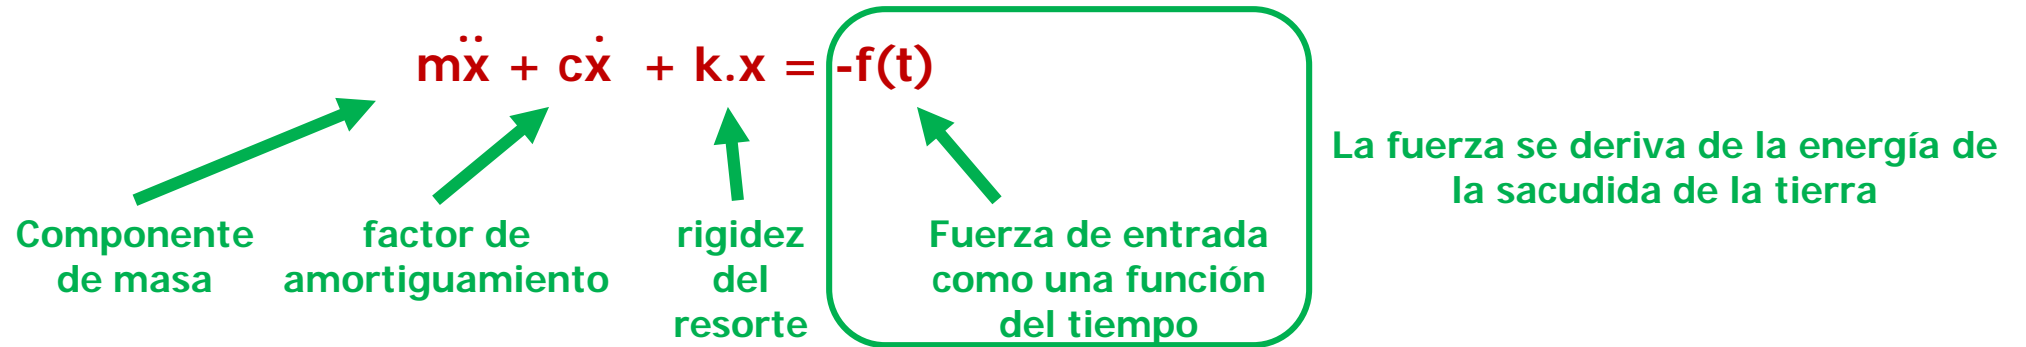 mẍ + cẋ + k.x = -f(t)
La fuerza se deriva de la energía de
la sacudida de la tierra
Componente
de masa
factor de
amortiguamiento
rigidez
del
resorte
Fuerza de entrada
como una función
del tiempo